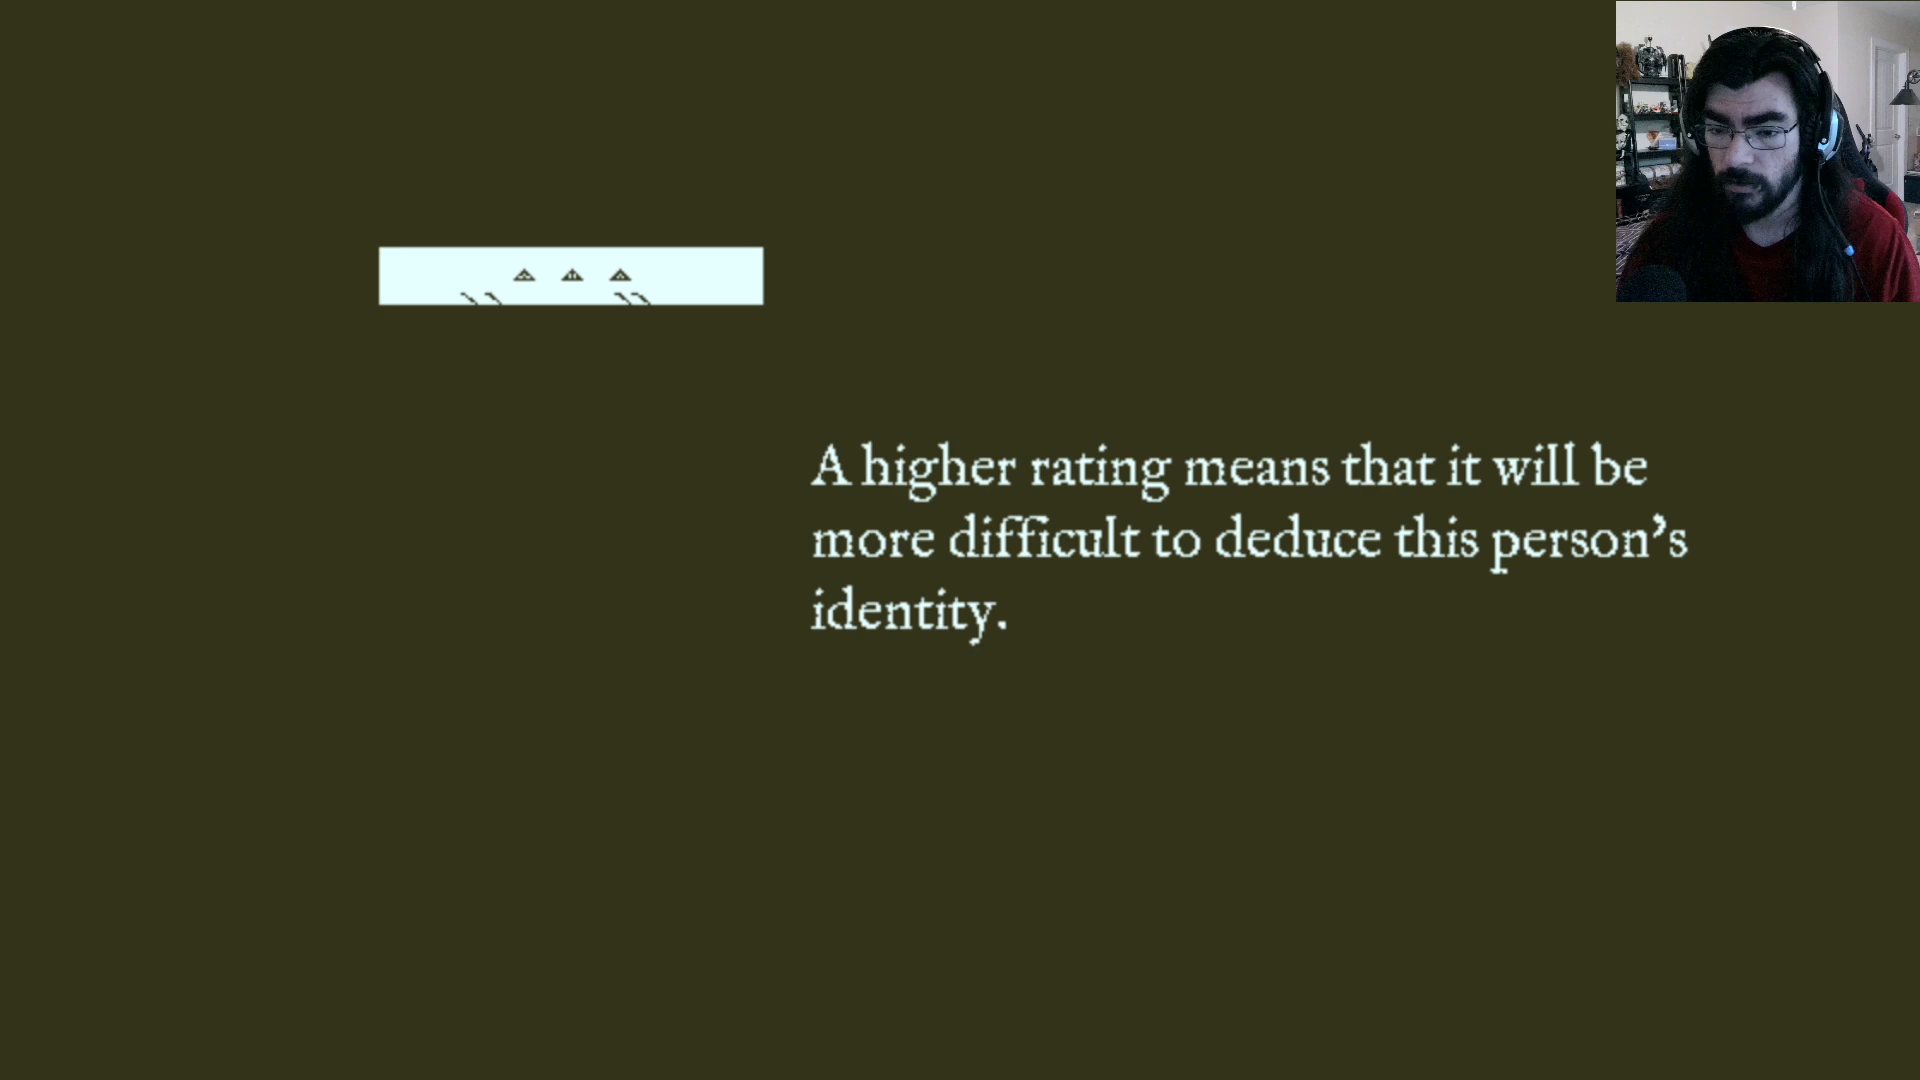 A higher rating means that it will be
more difficult to deduce this person's
identity.